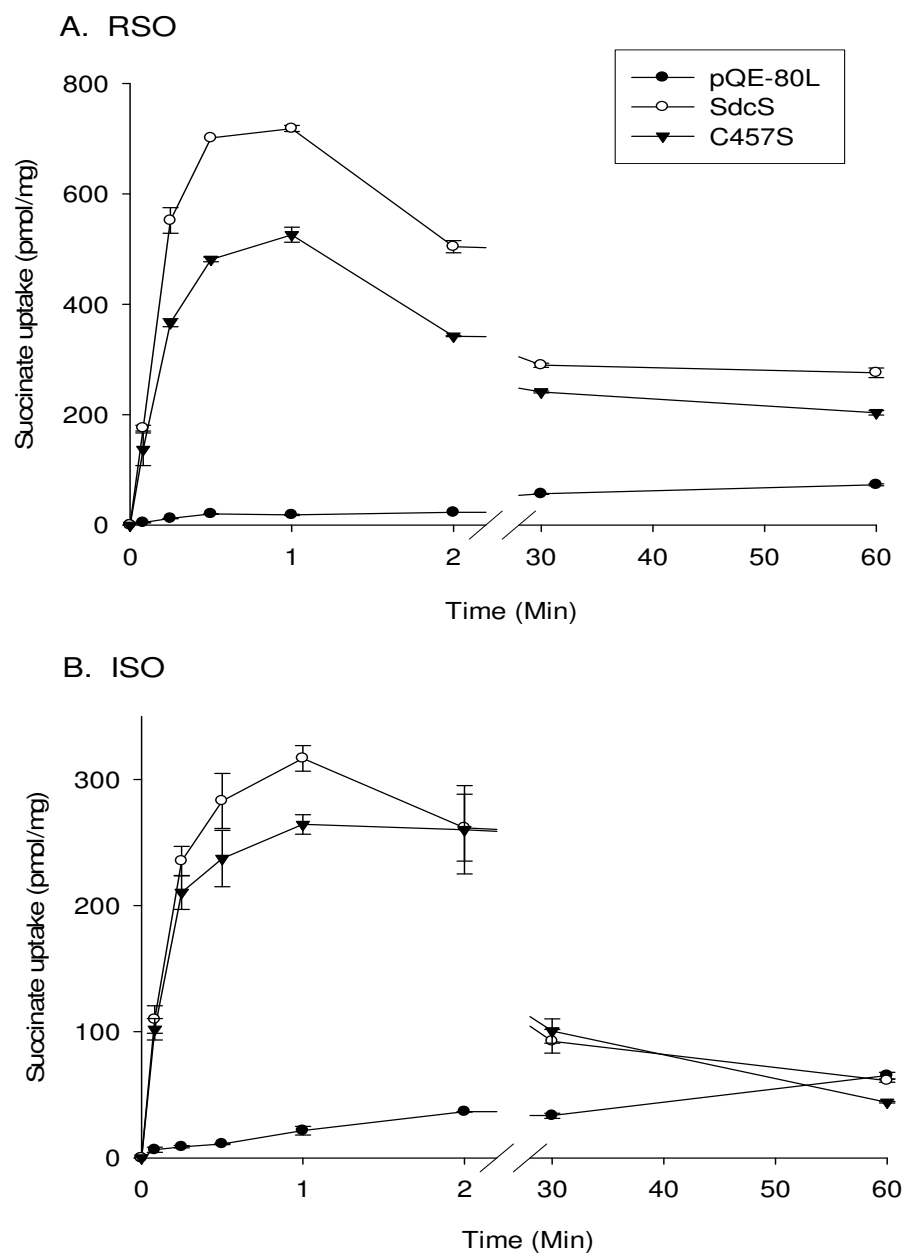 A. RSO
pQE-80L
SdcS
C457S
800
600
400
200
0
Succinate uptake (pmol/mg)
0 1 2 30 40 50 60
Time (Min)
B. ISO
300
200
100
0
Succinate uptake (pmol/mg)
0 1 2 30 40 50 60
Time (Min)